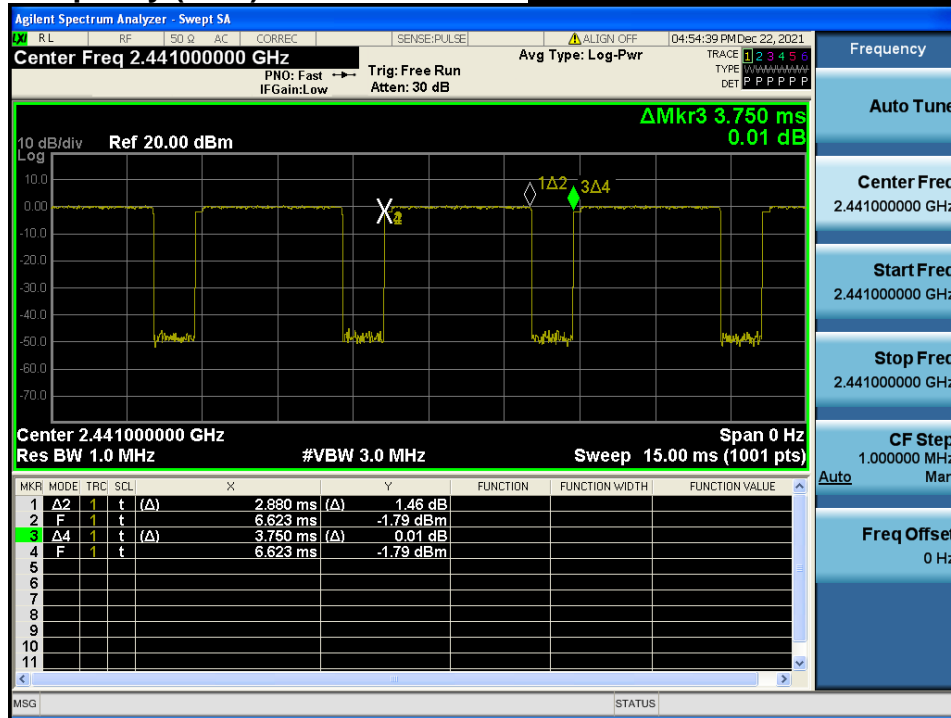 Agilent Spectrum Analyzer - Swept SA
LXI RL RF 50 Ω AC CORREC SENSE:PULSE ALIGN OFF 04:54:39 PM Dec 22, 2021
Center Freq 2.441000000 GHz
PNO: Fast
IFGain:Low
Trig: Free Run
Atten: 30 dB
Avg Type: Log-Pwr
TRACE 1 2 3 4 5 6
TYPE WWWWWW
DET P P P P P P
ΔMkr3 3.750 ms
0.01 dB
10 dB/div Ref 20.00 dBm
Log
10.0
0.00
-10.0
-20.0
-30.0
-40.0
-50.0
-60.0
-70.0
1Δ2
3Δ4
Center 2.441000000 GHz Span 0 Hz
Res BW 1.0 MHz #VBW 3.0 MHz Sweep 15.00 ms (1001 pts)
MKR MODE TRC SCL X Y FUNCTION FUNCTION WIDTH FUNCTION VALUE
1 Δ2 1 t (Δ) 2.880 ms (Δ) 1.46 dB
2 F 1 t 6.623 ms -1.79 dBm
3 Δ4 1 t (Δ) 3.750 ms (Δ) 0.01 dB
4 F 1 t 6.623 ms -1.79 dBm
5
6
7
8
9
10
11
MSG STATUS
Frequency
Auto Tune
Center Freq
2.441000000 GHz
Start Freq
2.441000000 GHz
Stop Freq
2.441000000 GHz
CF Step
1.000000 MHz
Auto Man
Freq Offset
0 Hz